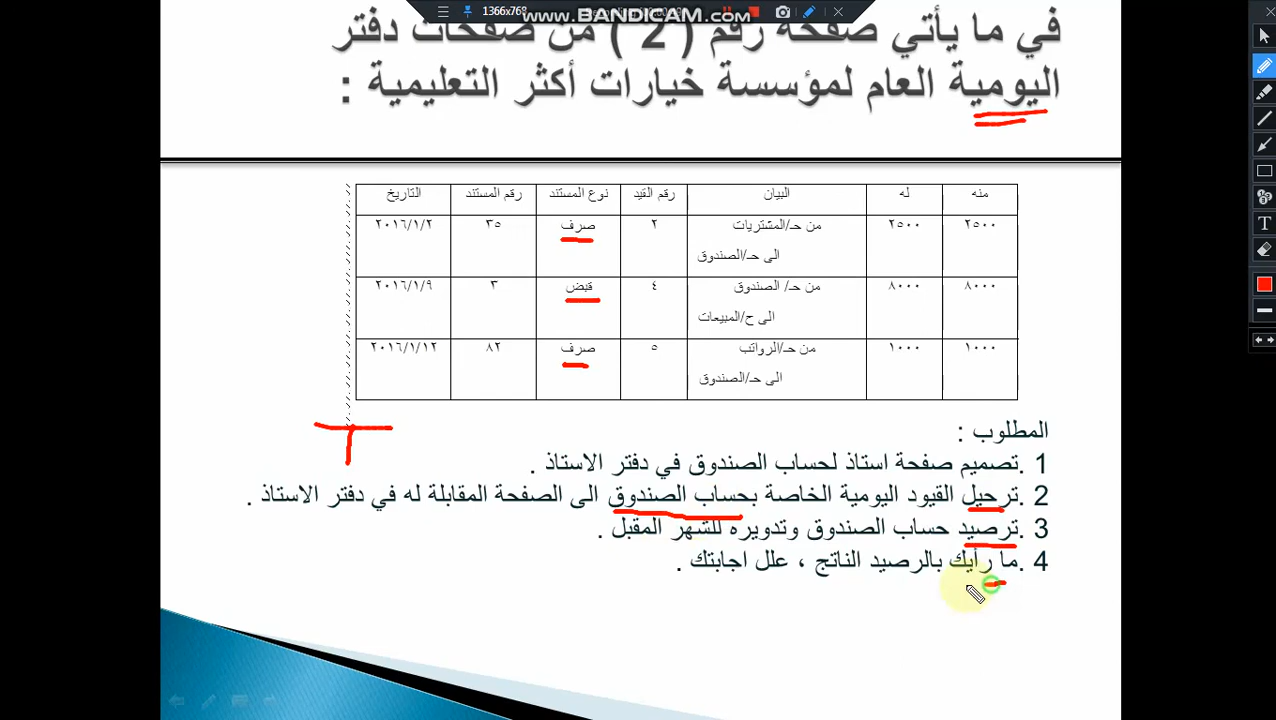 1366x768
www.BANDICAM.com
في ما يأتي صفحة رقم ( 2 ) من صفحات دفتر
اليومية العام لمؤسسة خيارات أكثر التعليمية :
منه له البيان رقم القيد نوع المستند رقم المستند التاريخ
٢٥٠٠ ٢٥٠٠ من حـ/المشتريات ٢ صرف ٣٥ ٢٠١٦/١/٢
الى حـ/الصندوق
٨٠٠٠ ٨٠٠٠ من حـ/ الصندوق ٤ قبض ٣ ٢٠١٦/١/٩
الى ح/المبيعات
١٠٠٠ ١٠٠٠ من حـ/الرواتب ٥ صرف ٨٢ ٢٠١٦/١/١٢
الى حـ/الصندوق
المطلوب :
1 .تصميم صفحة استاذ لحساب الصندوق في دفتر الاستاذ .
2 .ترحيل القيود اليومية الخاصة بحساب الصندوق الى الصفحة المقابلة له في دفتر الاستاذ .
3 .ترصيد حساب الصندوق وتدويره للشهر المقبل .
4 .ما رأيك بالرصيد الناتج ، علل اجابتك .